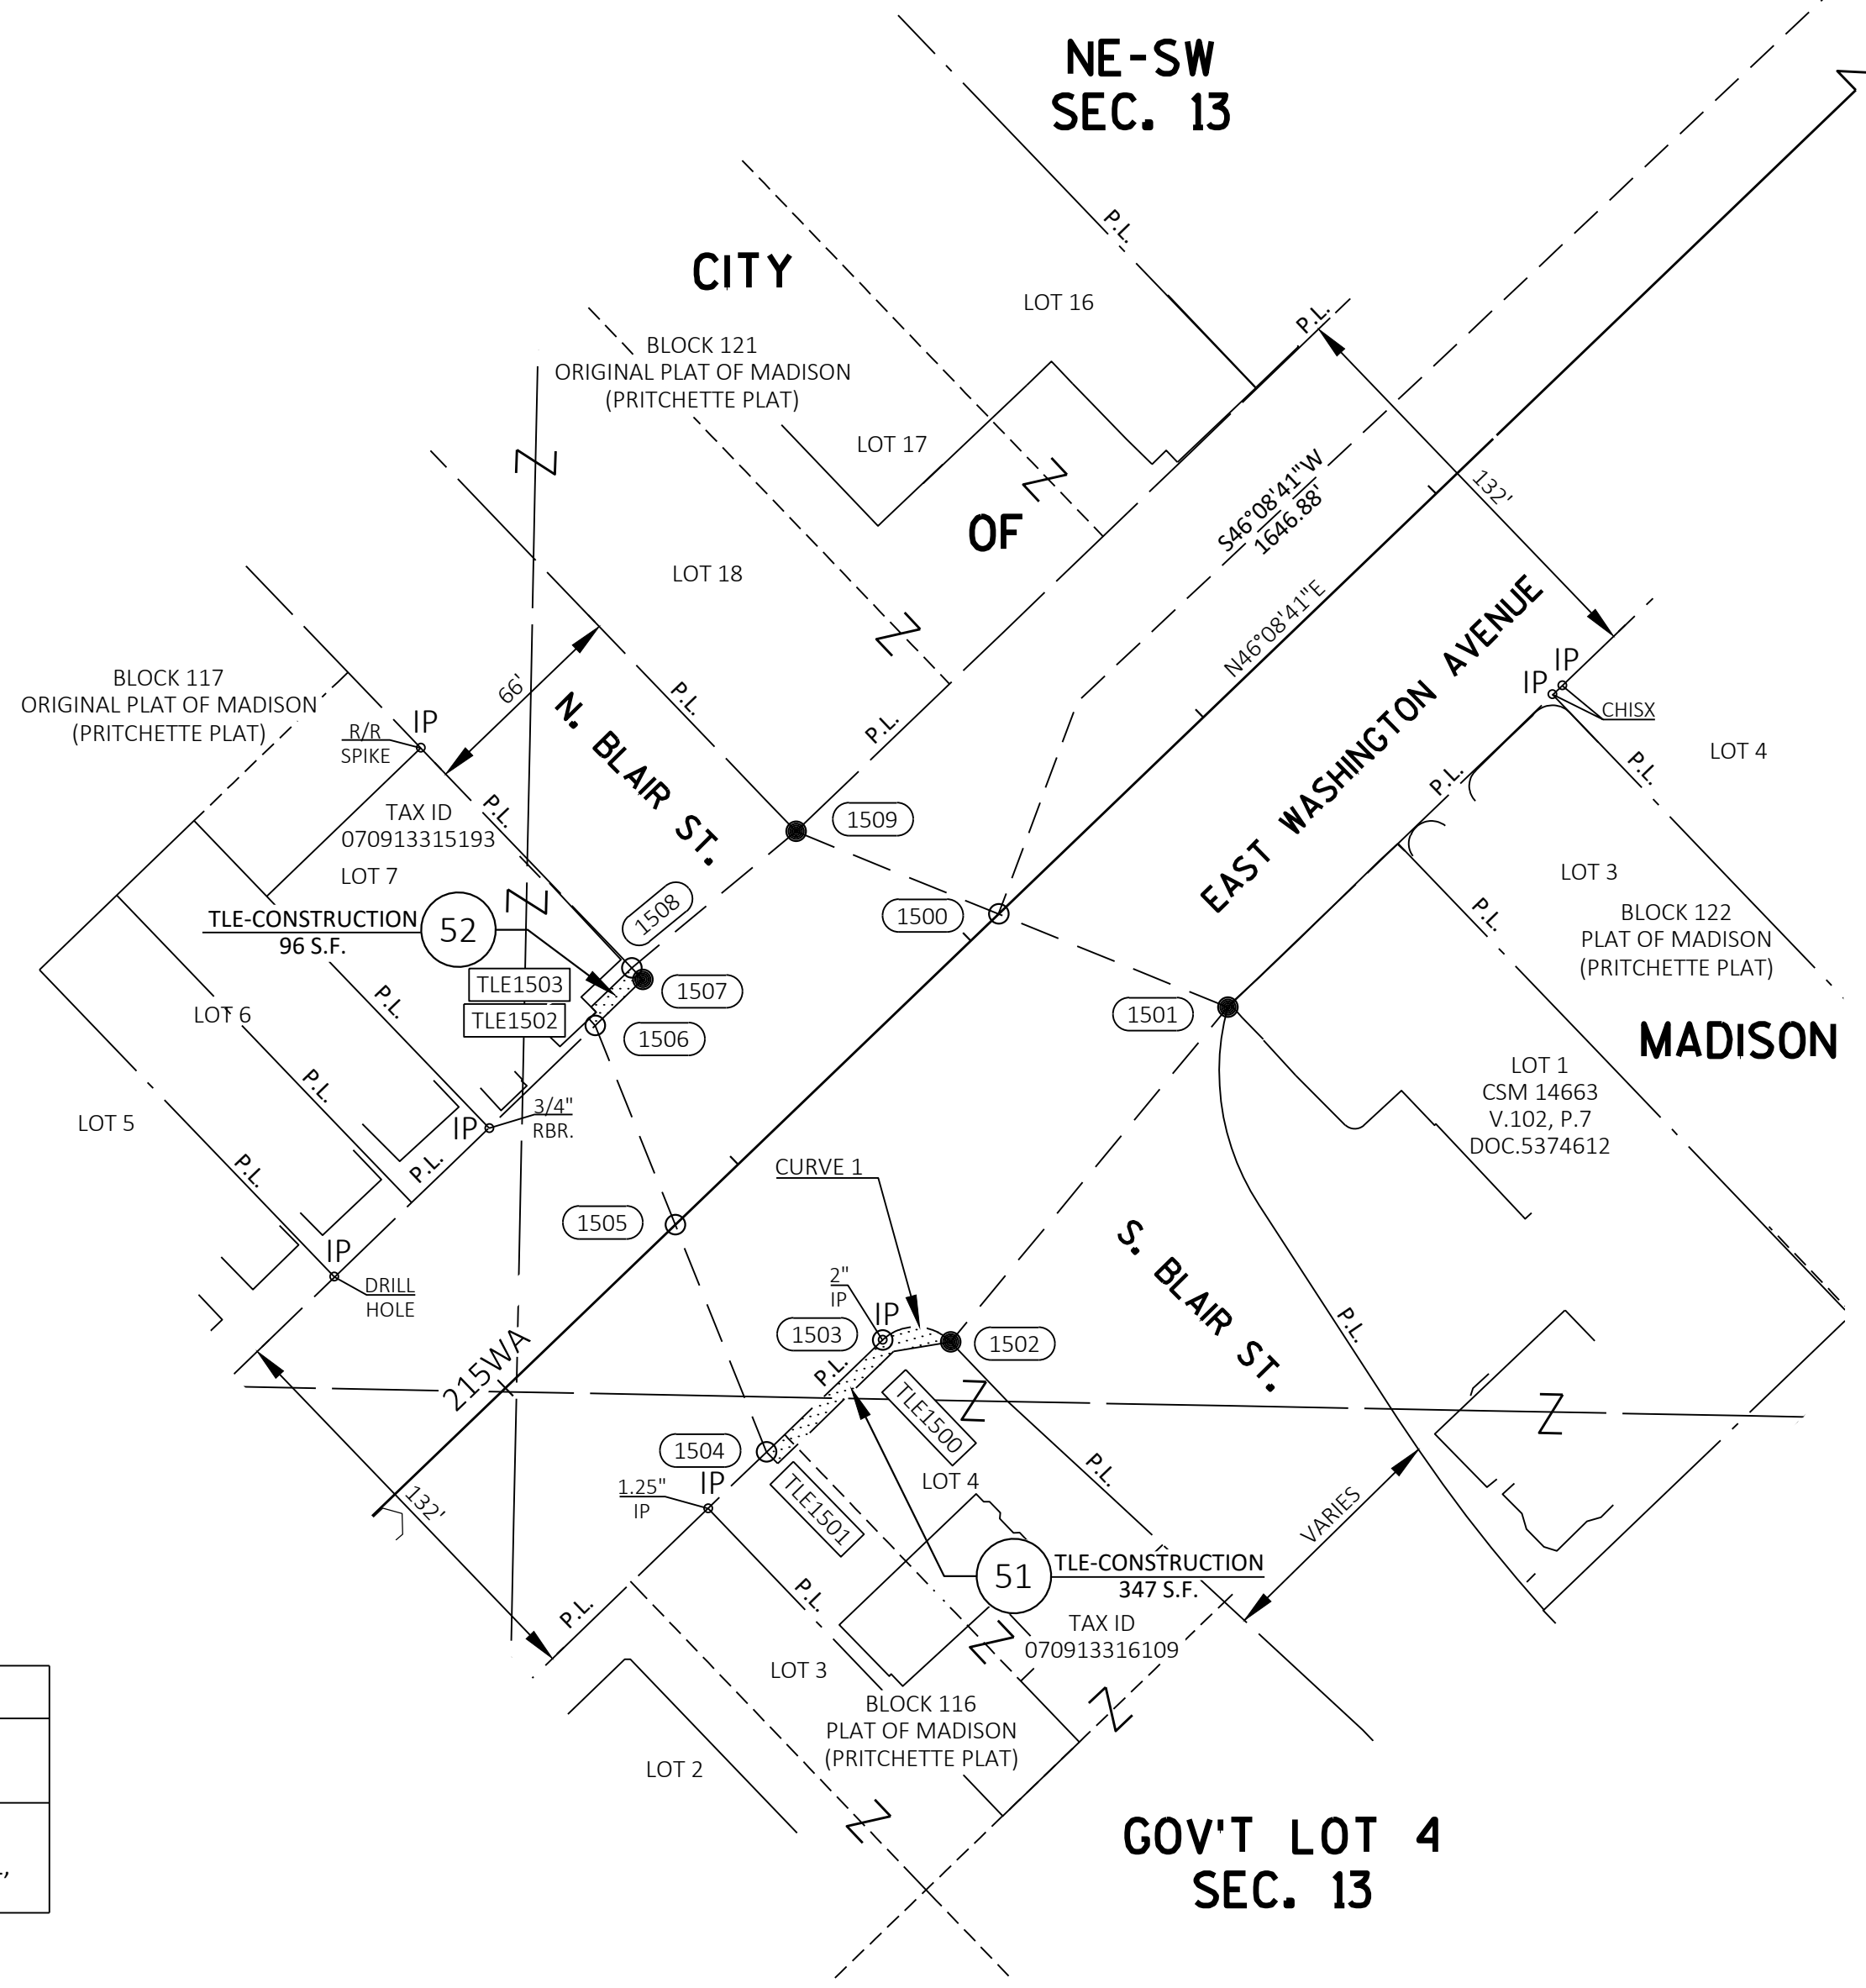 NE-SW
SEC. 13
P.L.
CITY
LOT 16
P.L.
BLOCK 121
ORIGINAL PLAT OF MADISON
(PRITCHETTE PLAT)
LOT 17
132'
S46°08'41"W
1646.88'
OF
LOT 18
N46°08'41"E
EAST WASHINGTON AVENUE
BLOCK 117
ORIGINAL PLAT OF MADISON
(PRITCHETTE PLAT)
66'
N. BLAIR ST.
P.L.
P.L.
IP
IP
CHISX
LOT 4
P.L.
P.L.
R/R
SPIKE
IP
TAX ID
070913315193
P.L.
1509
LOT 7
LOT 3
BLOCK 122
PLAT OF MADISON
(PRITCHETTE PLAT)
P.L.
TLE-CONSTRUCTION
96 S.F.
52
1508
1500
TLE1503
1507
TLE1502
1506
1501
LOT 6
P.L.
MADISON
LOT 1
CSM 14663
V.102, P.7
DOC.5374612
P.L.
LOT 5
IP
3/4"
RBR.
P.L.
P.L.
CURVE 1
1505
S. BLAIR ST.
IP
DRILL
HOLE
2"
IP
IP
1503
1502
P.L.
P.L.
215WA
TLE1500
1504
LOT 4
P.L.
1.25"
IP
IP
TLE1501
132'
VARIES
51
TLE-CONSTRUCTION
347 S.F.
P.L.
P.L.
TAX ID
070913316109
LOT 3
BLOCK 116
PLAT OF MADISON
(PRITCHETTE PLAT)
LOT 2
GOV'T LOT 4
SEC. 13